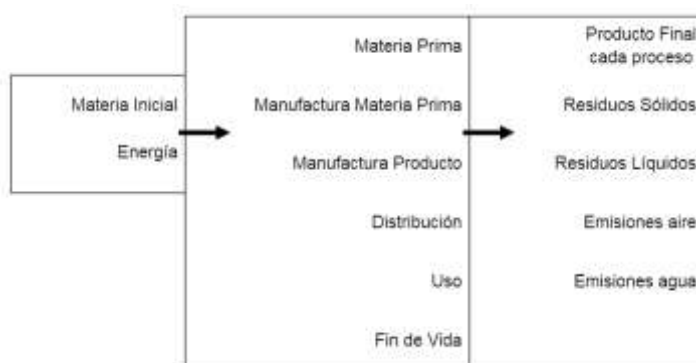 Materia Inicial
Energía
Materia Prima
Manufactura Materia Prima
Manufactura Producto
Distribución
Uso
Fin de Vida
Producto Final
cada proceso
Residuos Sólidos
Residuos Líquidos
Emisiones aire
Emisiones agua